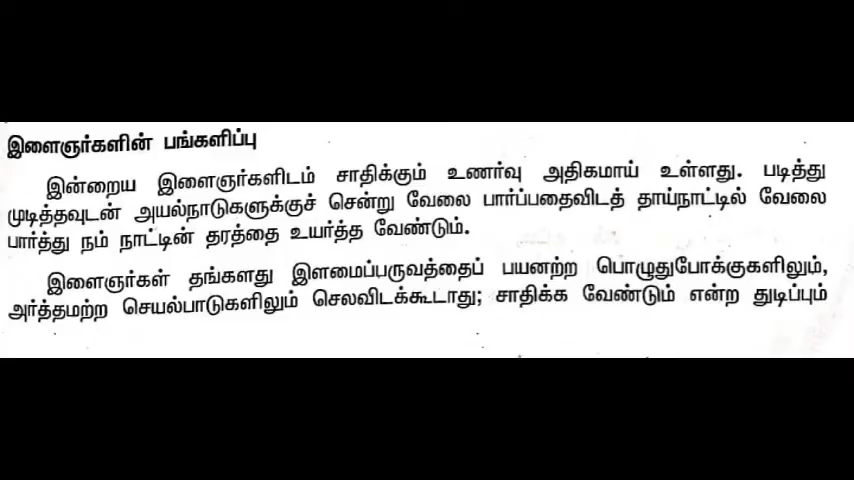 இளைஞர்களின் பங்களிப்பு
இன்றைய இளைஞர்களிடம் சாதிக்கும் உணர்வு அதிகமாய் உள்ளது. படித்து
முடித்தவுடன் அயல்நாடுகளுக்குச் சென்று வேலை பார்ப்பதைவிடத் தாய்நாட்டில் வேலை
பார்த்து நம் நாட்டின் தரத்தை உயர்த்த வேண்டும்.
இளைஞர்கள் தங்களது இளமைப்பருவத்தைப் பயனற்ற பொழுதுபோக்குகளிலும்,
அர்த்தமற்ற செயல்பாடுகளிலும் செலவிடக்கூடாது; சாதிக்க வேண்டும் என்ற துடிப்பும்